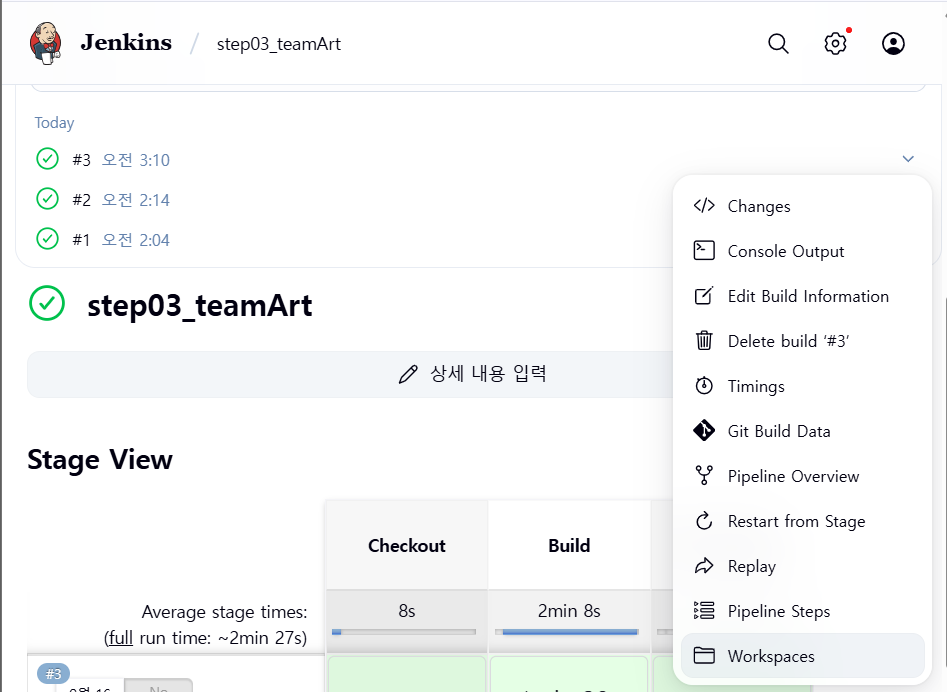 Jenkins / step03_teamArt
Today
#3 오전 3:10
#2 오전 2:14
#1 오전 2:04
step03_teamArt
상세 내용 입력
Stage View
Checkout Build
Average stage times:
(full run time: ~2min 27s)
8s 2min 8s
#3
No
Changes
Console Output
Edit Build Information
Delete build ‘#3’
Timings
Git Build Data
Pipeline Overview
Restart from Stage
Replay
Pipeline Steps
Workspaces